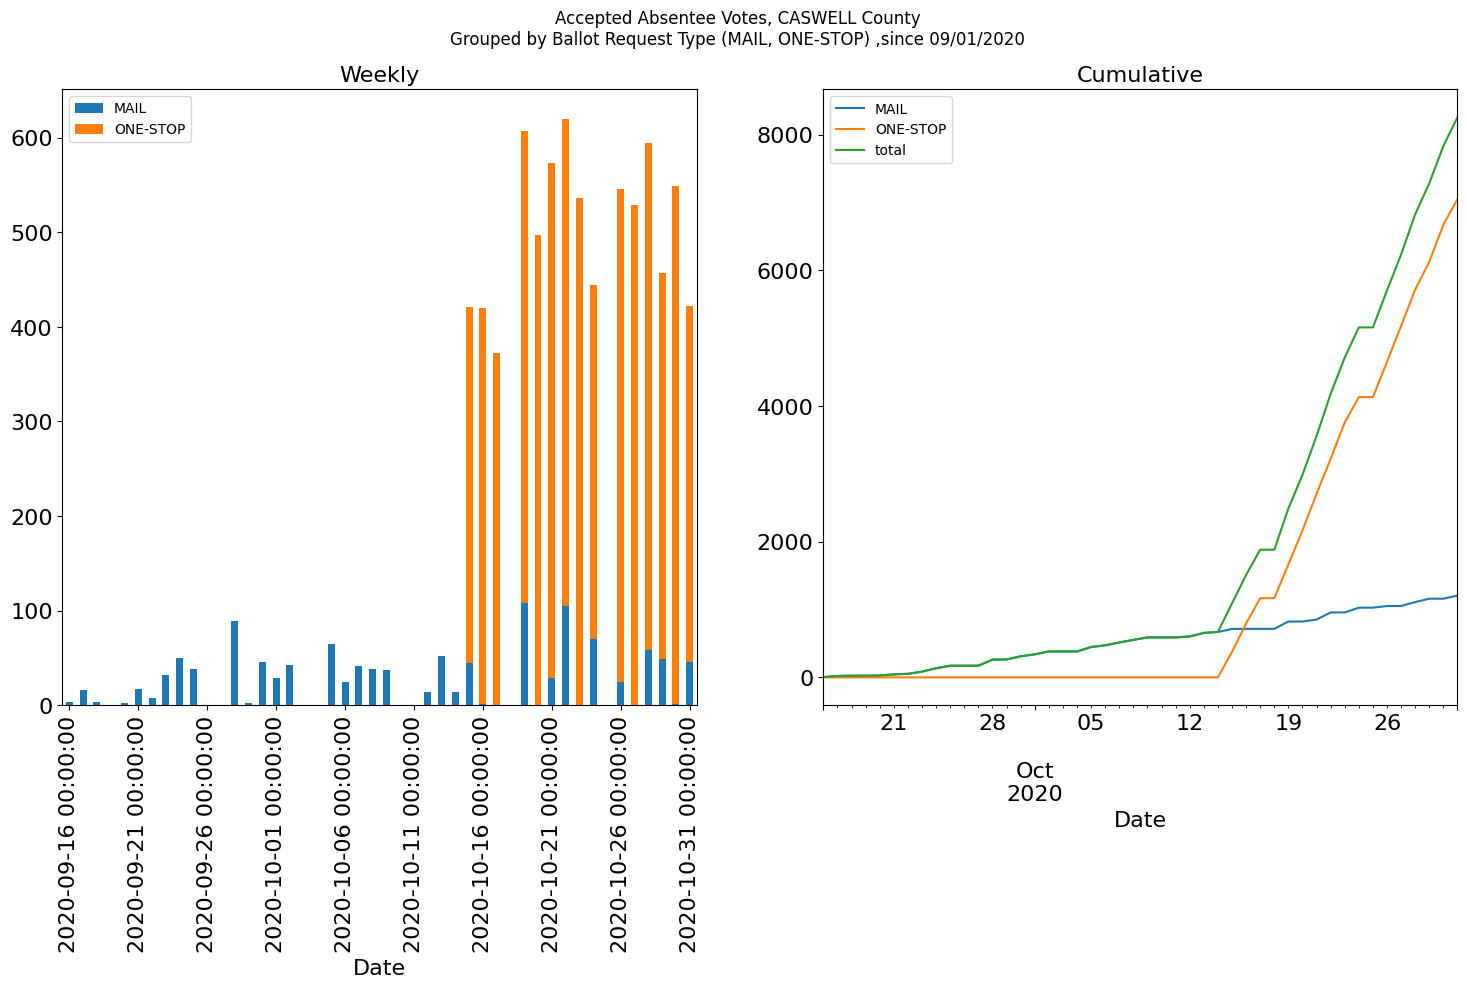 Accepted Absentee Votes, CASWELL County
Grouped by Ballot Request Type (MAIL, ONE-STOP) ,since 09/01/2020
Weekly
MAIL
ONE-STOP
600
500
400
300
200
100
0
2020-09-16 00:00:00
2020-09-21 00:00:00
2020-09-26 00:00:00
2020-10-01 00:00:00
2020-10-06 00:00:00
2020-10-11 00:00:00
2020-10-16 00:00:00
2020-10-21 00:00:00
2020-10-26 00:00:00
2020-10-31 00:00:00
Date
Cumulative
MAIL
ONE-STOP
total
8000
6000
4000
2000
0
21 28 05 12 19 26
Oct
2020
Date